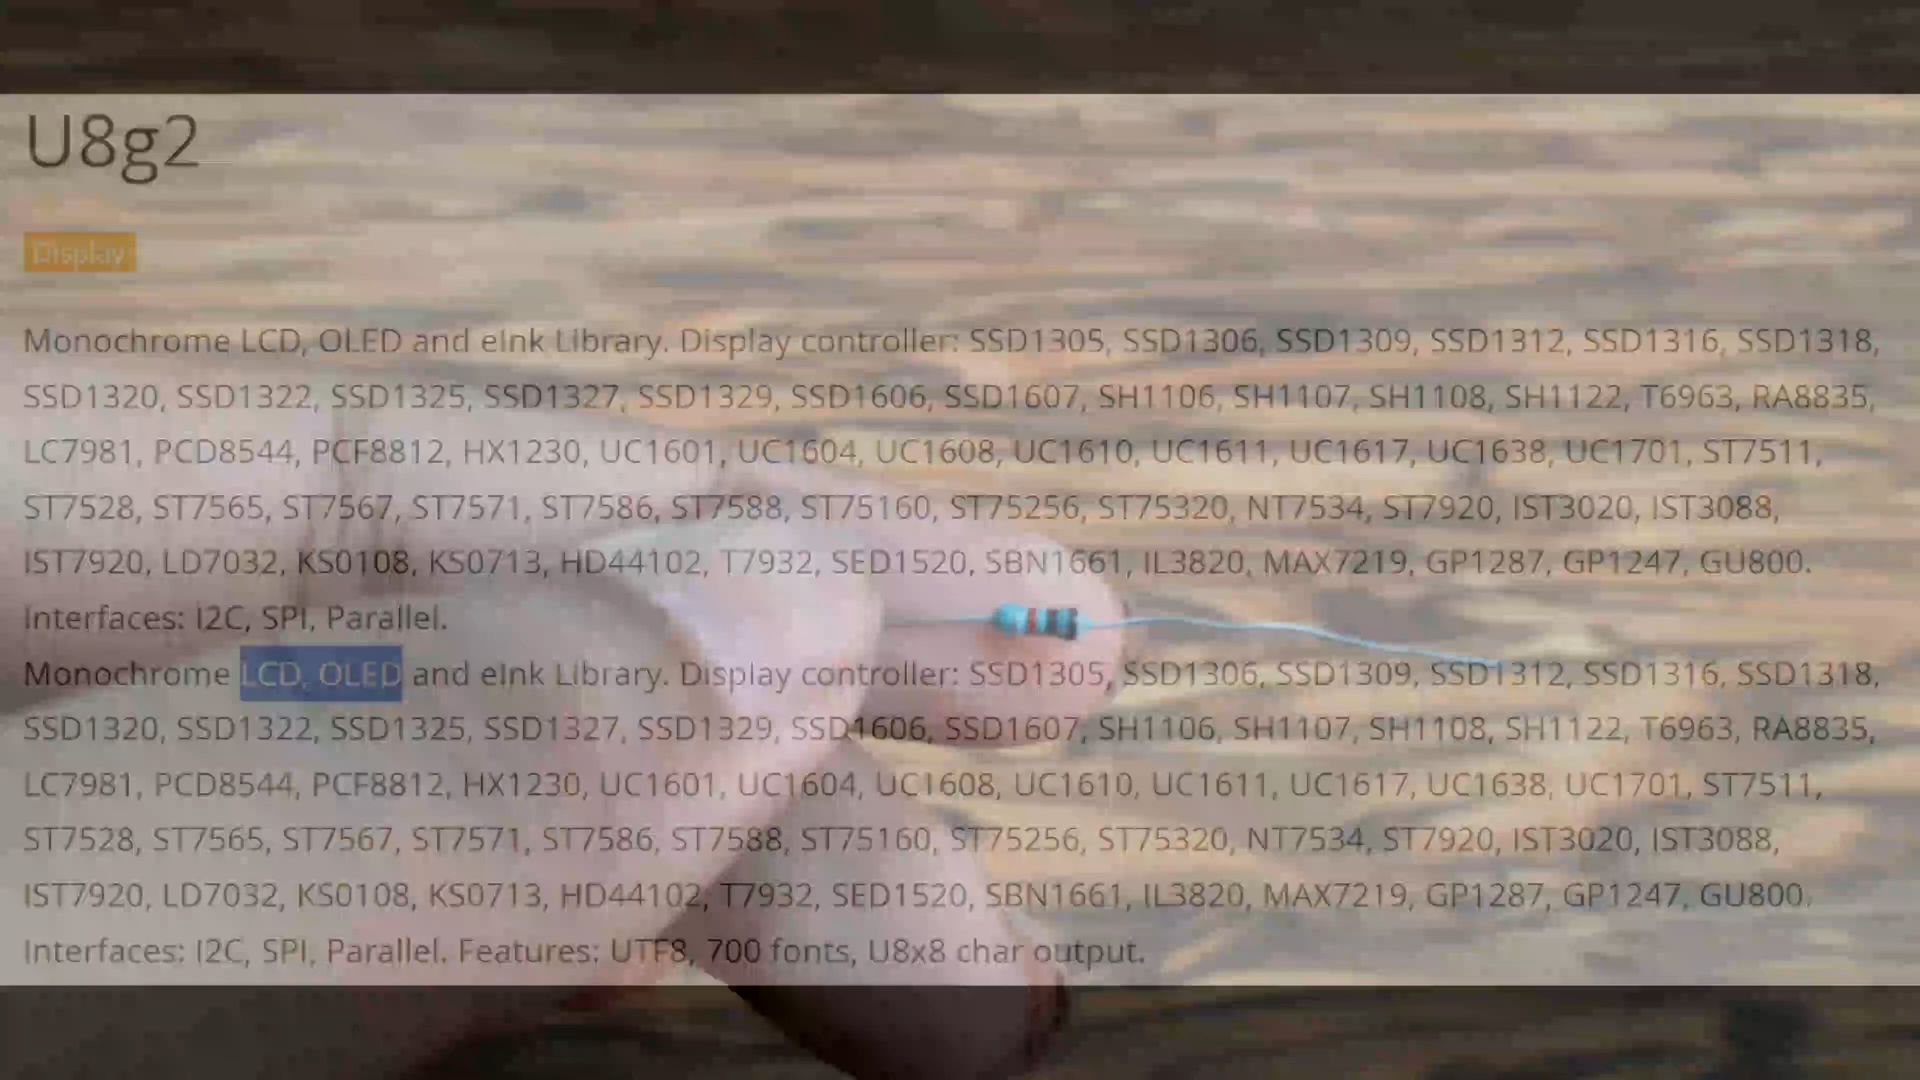 U8g2
Display
Monochrome LCD, OLED and eInk Library. Display controller: SSD1305, SSD1306, SSD1309, SSD1312, SSD1316, SSD1318,
SSD1320, SSD1322, SSD1325, SSD1327, SSD1329, SSD1606, SSD1607, SH1106, SH1107, SH1108, SH1122, T6963, RA8835,
LC7981, PCD8544, PCF8812, HX1230, UC1601, UC1604, UC1608, UC1610, UC1611, UC1617, UC1638, UC1701, ST7511,
ST7528, ST7565, ST7567, ST7571, ST7586, ST7588, ST75160, ST75256, ST75320, NT7534, ST7920, IST3020, IST3088,
IST7920, LD7032, KS0108, KS0713, HD44102, T7932, SED1520, SBN1661, IL3820, MAX7219, GP1287, GP1247, GU800.
Interfaces: I2C, SPI, Parallel.
Monochrome LCD, OLED and eInk Library. Display controller: SSD1305, SSD1306, SSD1309, SSD1312, SSD1316, SSD1318,
SSD1320, SSD1322, SSD1325, SSD1327, SSD1329, SSD1606, SSD1607, SH1106, SH1107, SH1108, SH1122, T6963, RA8835,
LC7981, PCD8544, PCF8812, HX1230, UC1601, UC1604, UC1608, UC1610, UC1611, UC1617, UC1638, UC1701, ST7511,
ST7528, ST7565, ST7567, ST7571, ST7586, ST7588, ST75160, ST75256, ST75320, NT7534, ST7920, IST3020, IST3088,
IST7920, LD7032, KS0108, KS0713, HD44102, T7932, SED1520, SBN1661, IL3820, MAX7219, GP1287, GP1247, GU800.
Interfaces: I2C, SPI, Parallel. Features: UTF8, 700 fonts, U8x8 char output.